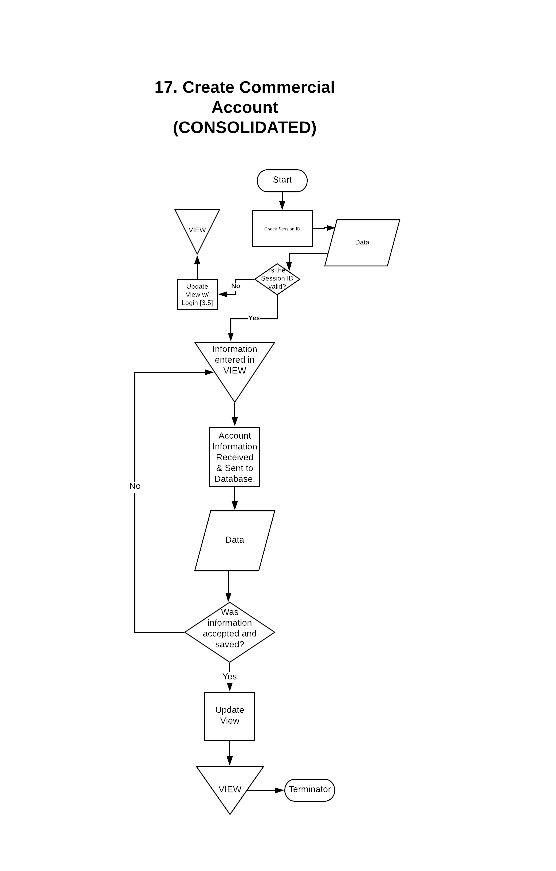 17. Create Commercial
Account
(CONSOLIDATED)
Start
Check Session ID
Data
VIEW
Is the
Session ID
valid?
No
Update
View w/
Login [3.5]
Yes
Information
entered in
VIEW
Account
Information
Received
& Sent to
Database.
No
Data
Was
information
accepted and
saved?
Yes
Update
View
VIEW
Terminator